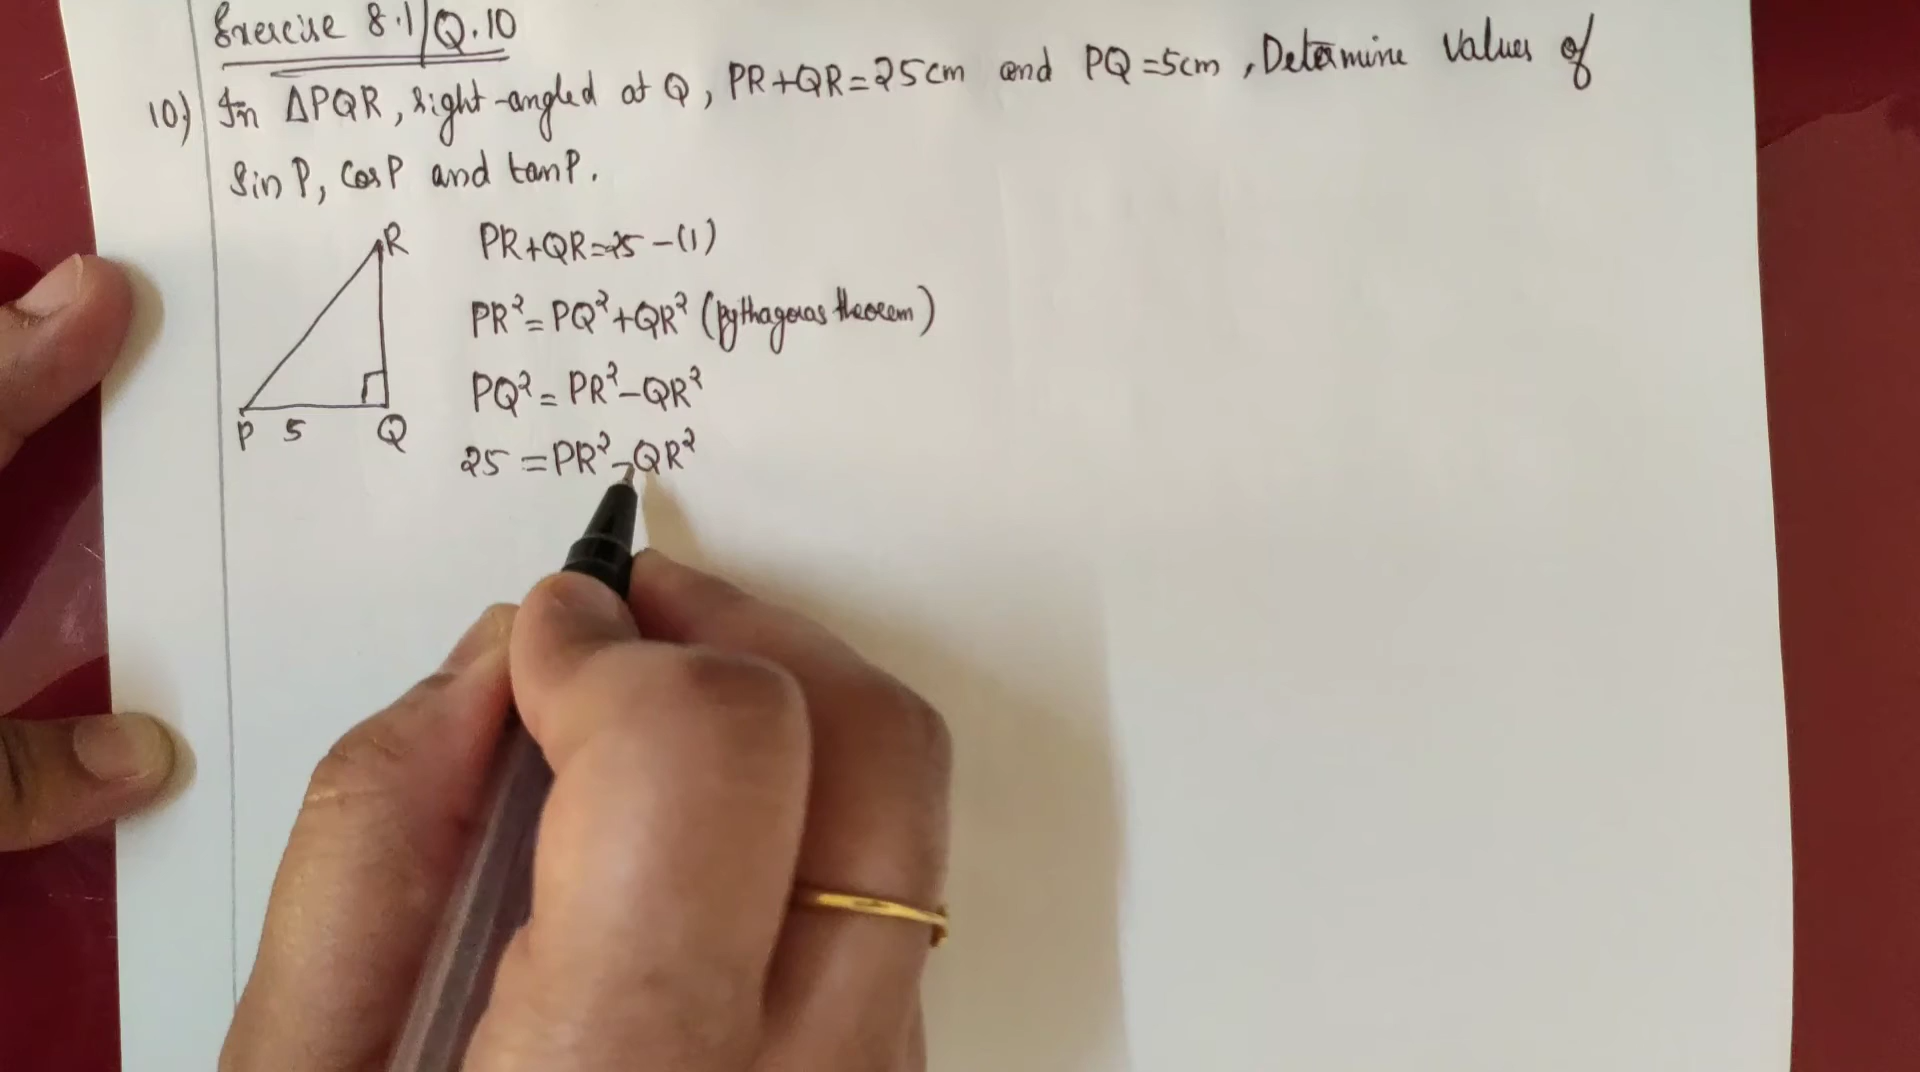 Exercise 8.1/Q.10
10) In ΔPQR, right-angled at Q, PR+QR=25cm and PQ=5cm, Determine values of
Sin P, Cos P and tan P.
R
P 5 Q
PR+QR=25-(1)
PR²=PQ²+QR² (pythagoras theorem)
PQ²=PR²-QR²
25=PR²-QR²